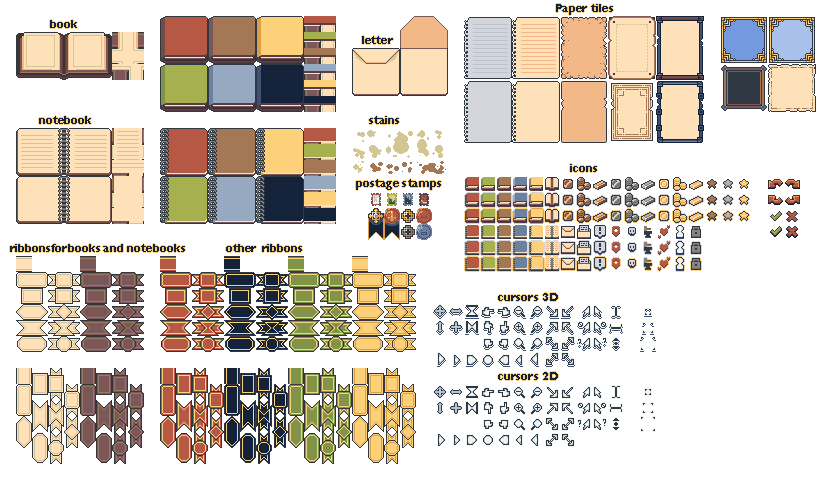 Paper tiles
book
letter
notebook
stains
icons
postage stamps
ribbonsforbooks and notebooks
other ribbons
cursors 3D
cursors 2D